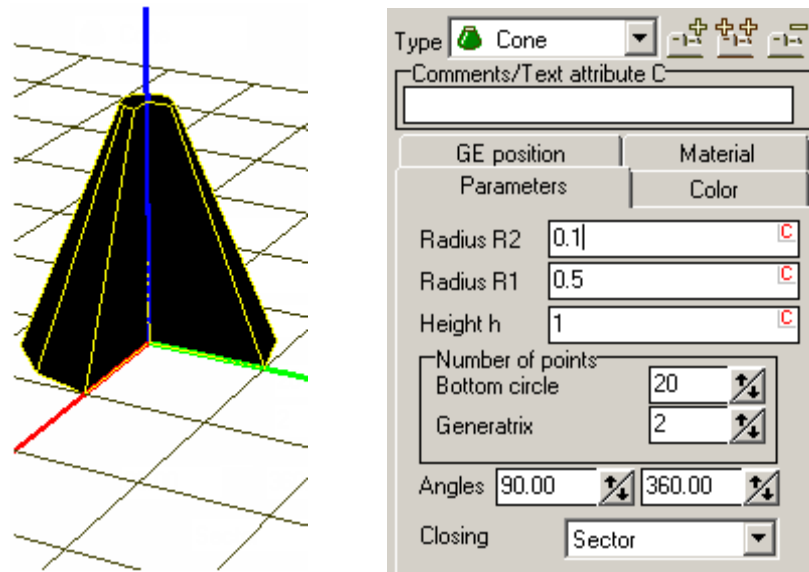 Type Cone
Comments/Text attribute C
GE position Material
Parameters Color
Radius R2 0.1 C
Radius R1 0.5 C
Height h 1 C
Number of points
Bottom circle 20
Generatrix 2
Angles 90.00 360.00
Closing Sector